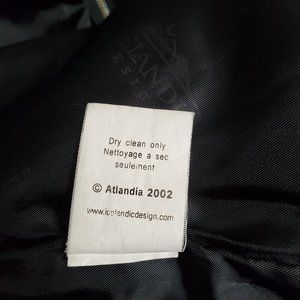 Dry clean only
Nettoyage a sec
seulement
© Atlandia 2002
www.icelandicdesign.com